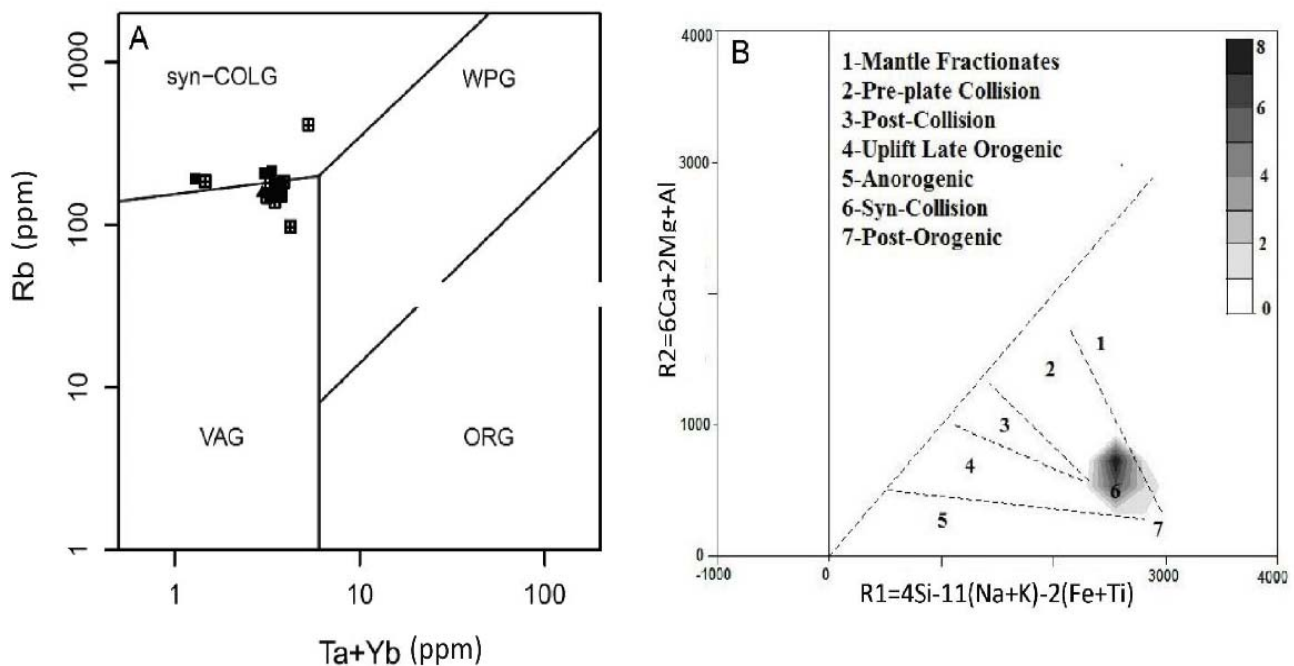 A
syn-COLG
WPG
VAG
ORG
1000
100
10
1
Rb (ppm)
1
10
100
Ta+Yb (ppm)
B
1-Mantle Fractionates
2-Pre-plate Collision
3-Post-Collision
4-Uplift Late Orogenic
5-Anorogenic
6-Syn-Collision
7-Post-Orogenic
8
6
4
2
0
4000
3000
1000
0
R2=6Ca+2Mg+Al
1
2
3
4
5
6
7
-1000
0
3000
4000
R1=4Si-11(Na+K)-2(Fe+Ti)